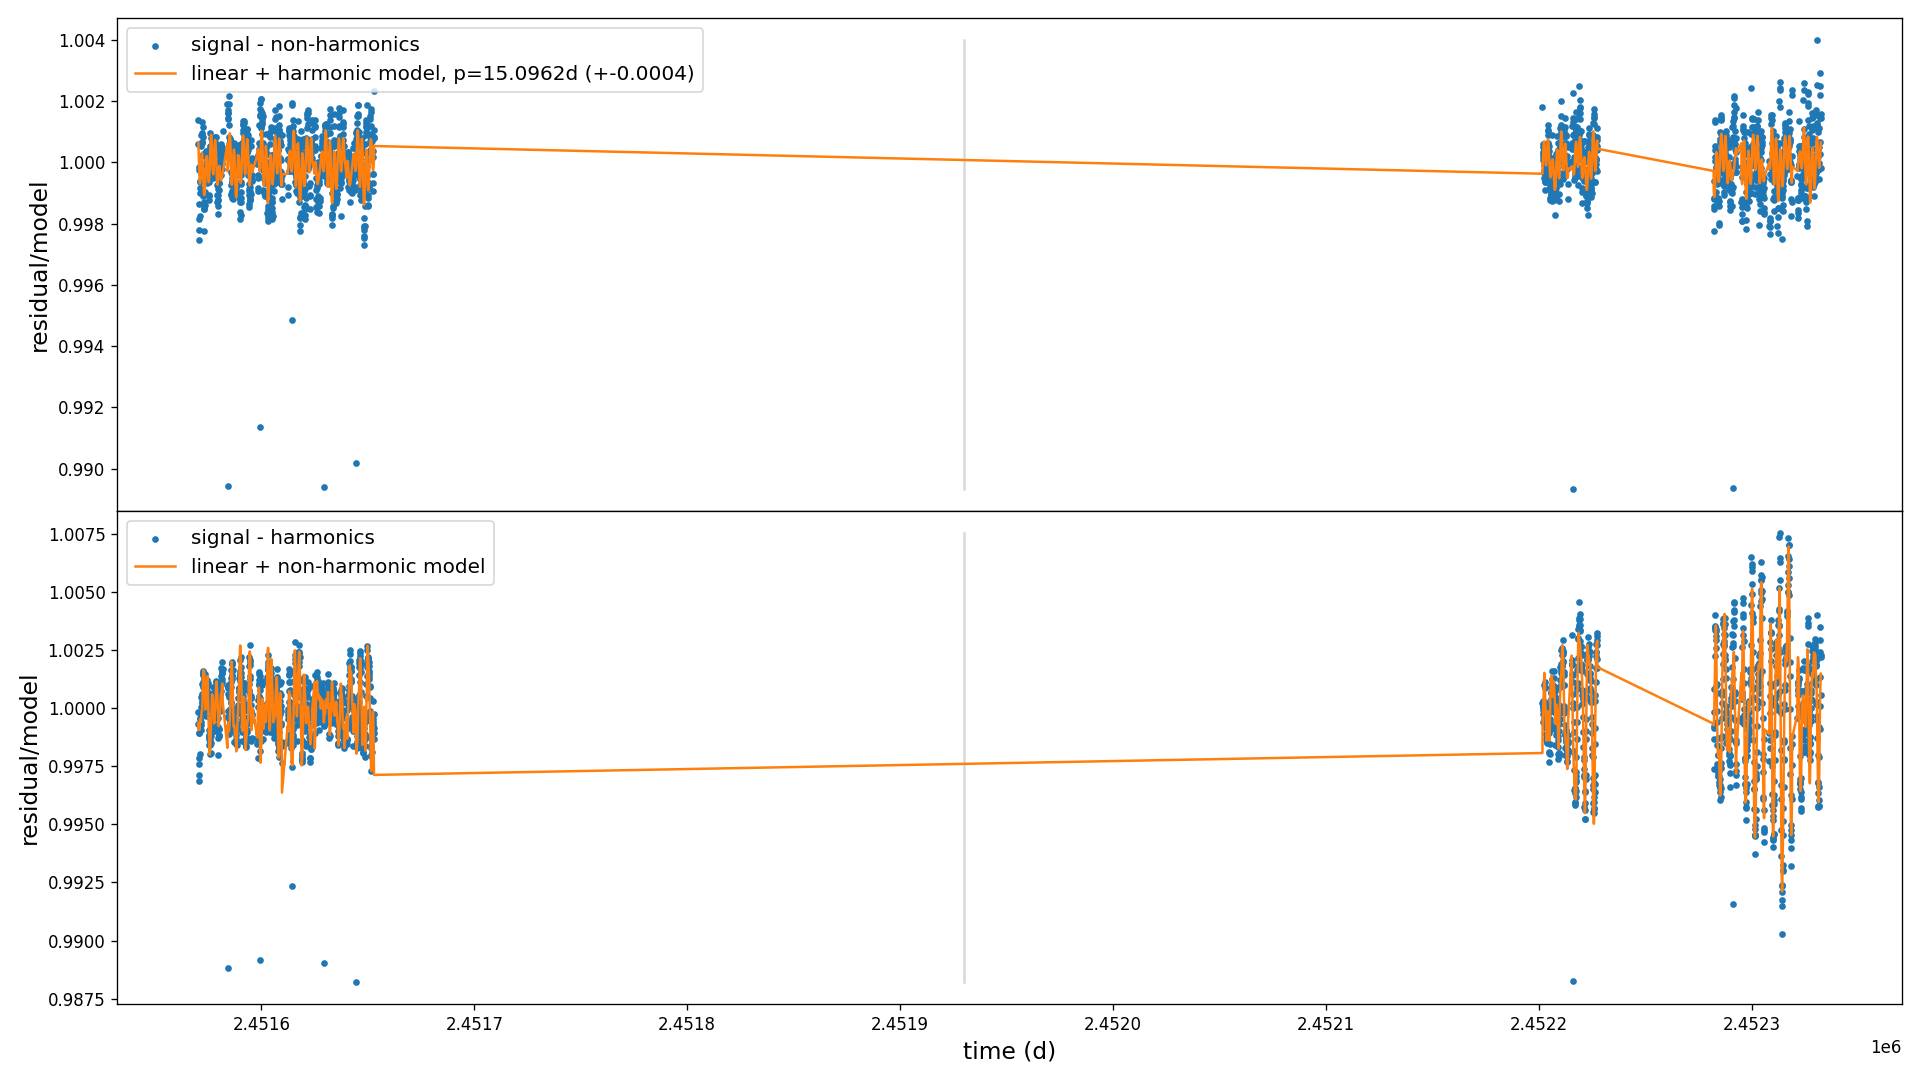 signal - non-harmonics
linear + harmonic model, p=15.0962d (+-0.0004)
residual/model
1.004
1.002
1.000
0.998
0.996
0.994
0.992
0.990
signal - harmonics
linear + non-harmonic model
residual/model
1.0075
1.0050
1.0025
1.0000
0.9975
0.9950
0.9925
0.9900
0.9875
2.4516 2.4517 2.4518 2.4519 2.4520 2.4521 2.4522 2.4523
time (d)
1e6